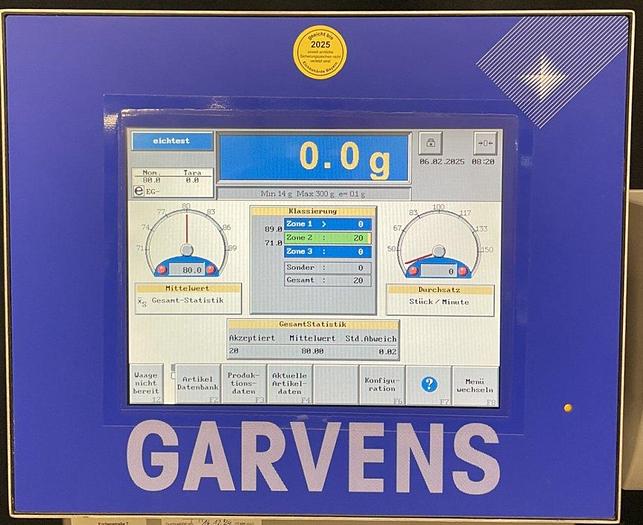 geeicht bis
2025
eichtest
0.0 g
06.02.2025 08:20
Nom. Tara
80.0 0.0
e EG-
Min 14 g Max 300 g e= 0.1 g
71 74 77 80 83 86 89
80.0
Mittelwert
x̄s Gesamt-Statistik
Klassierung
89.0 Zone 1 > 0
71.0 Zone 2 : 20
Zone 3 : 0
Sonder : 0
Gesamt : 20
50 67 83 100 117 133 150
0
Durchsatz
Stück / Minute
GesamtStatistik
Akzeptiert Mittelwert Std.Abweich
20 80.00 0.02
Waage nicht bereit
Artikel Datenbank F2
Produk-tions-daten F3
Aktuelle Artikel-daten F4
Konfigu-ration F6
? F7
Menü wechseln F8
GARVENS